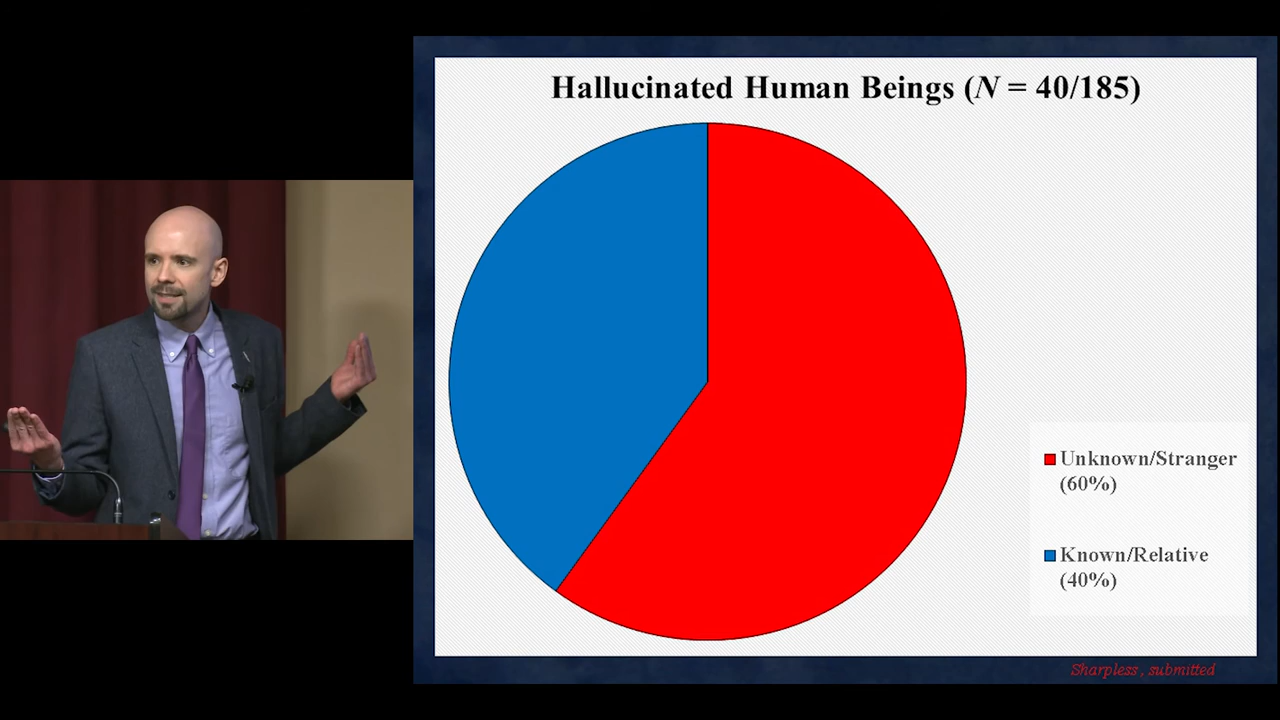 Hallucinated Human Beings (N = 40/185)
Unknown/Stranger
(60%)
Known/Relative
(40%)
Sharpless, submitted